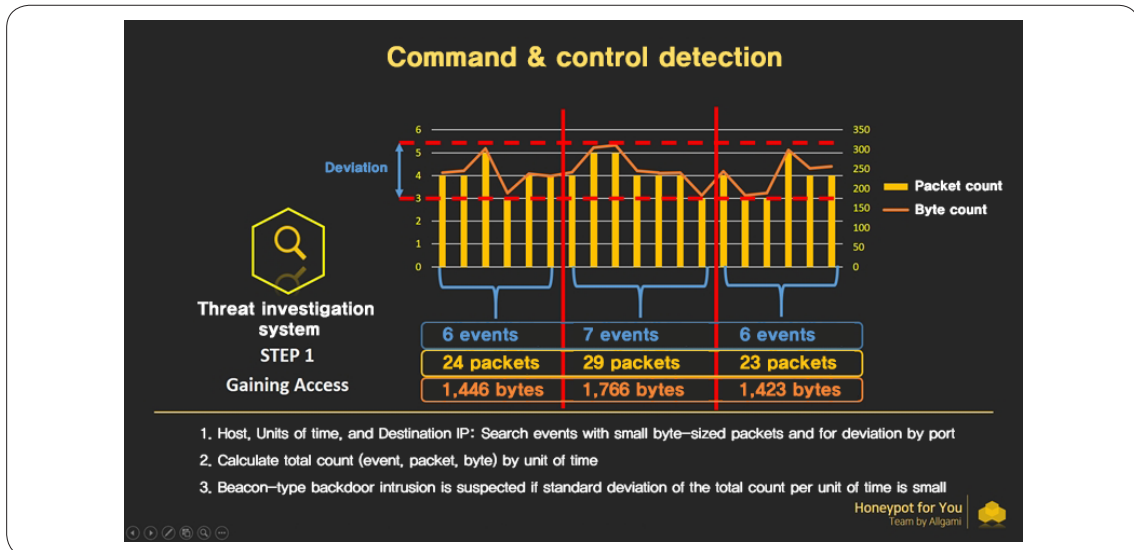 Command & control detection
6
5
4
3
2
1
0
Deviation
350
300
250
200
150
100
50
0
Packet count
Byte count
Threat investigation
system
STEP 1
Gaining Access
6 events 7 events 6 events
24 packets 29 packets 23 packets
1,446 bytes 1,766 bytes 1,423 bytes
1. Host, Units of time, and Destination IP: Search events with small byte-sized packets and for deviation by port
2. Calculate total count (event, packet, byte) by unit of time
3. Beacon-type backdoor intrusion is suspected if standard deviation of the total count per unit of time is small
Honeypot for You
Team by Allgami